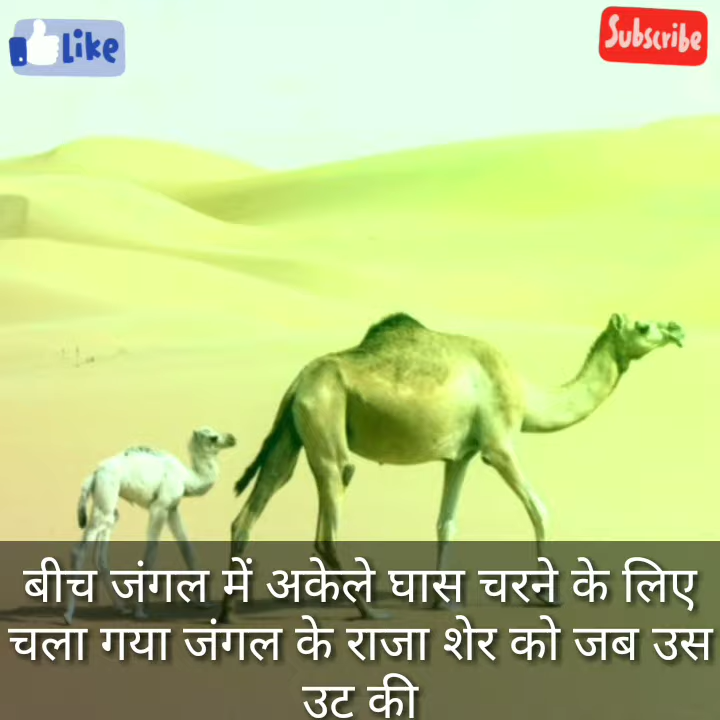 Like
Subscribe
बीच जंगल में अकेले घास चरने के लिए
चला गया जंगल के राजा शेर को जब उस
उट की